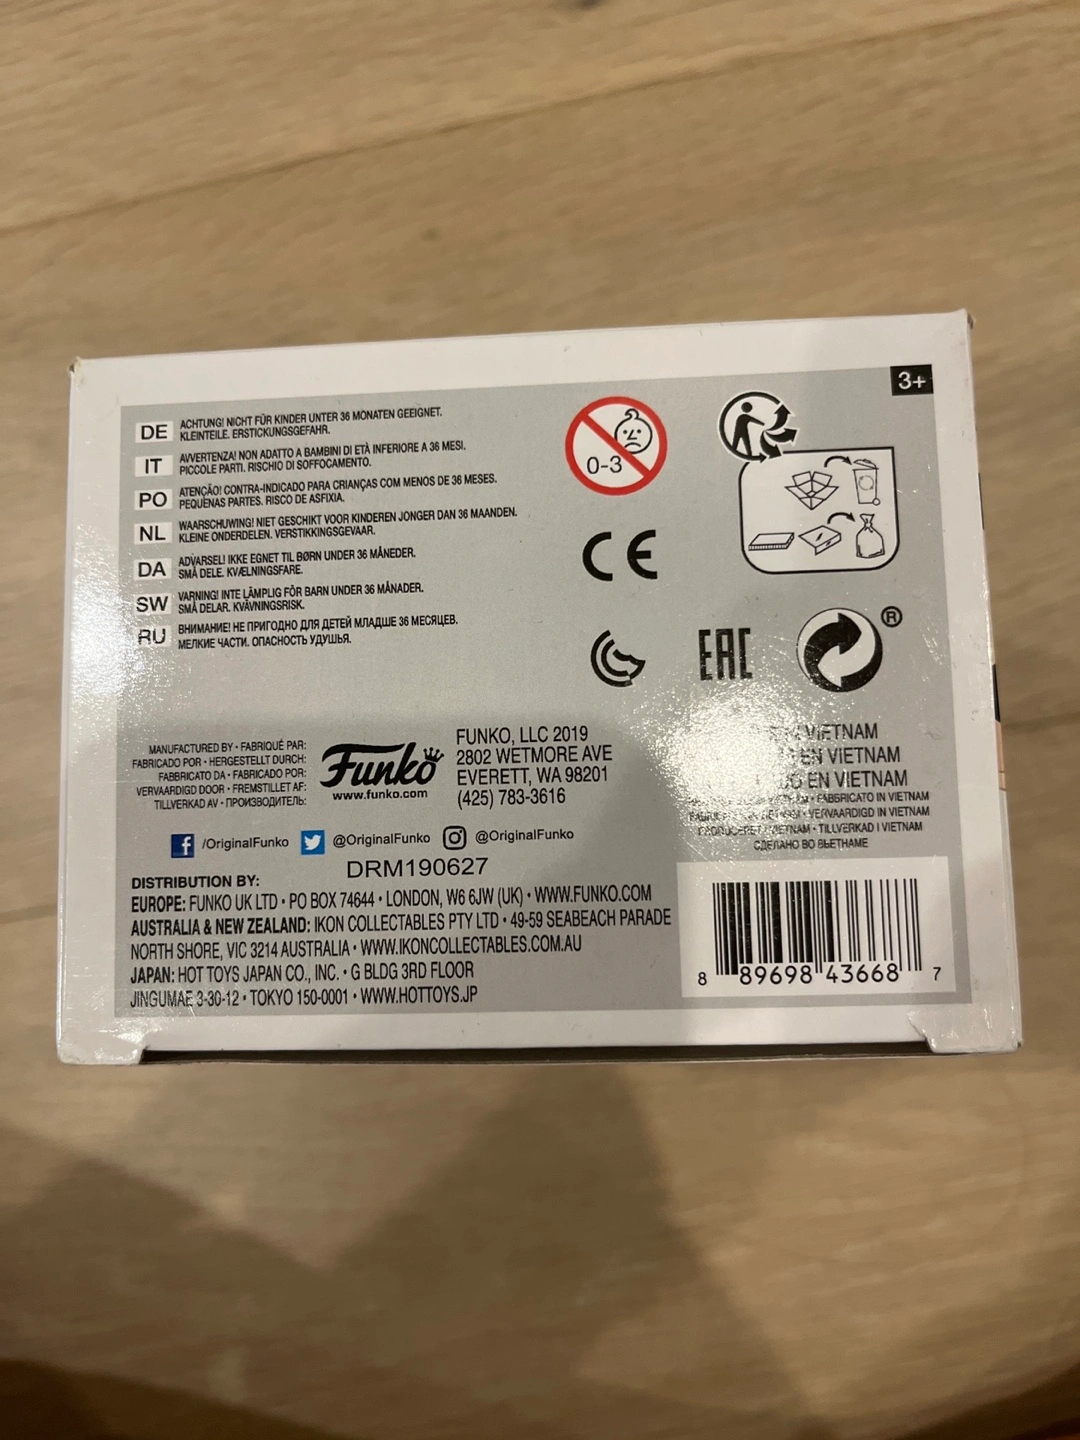 3+
DE ACHTUNG! NICHT FÜR KINDER UNTER 36 MONATEN GEEIGNET.
KLEINTEILE. ERSTICKUNGSGEFAHR.
IT AVVERTENZA! NON ADATTO A BAMBINI DI ETÀ INFERIORE A 36 MESI.
PICCOLE PARTI. RISCHIO DI SOFFOCAMENTO.
PO ATENÇÃO! CONTRA-INDICADO PARA CRIANÇAS COM MENOS DE 36 MESES.
PEQUENAS PARTES. RISCO DE ASFIXIA.
NL WAARSCHUWING! NIET GESCHIKT VOOR KINDEREN JONGER DAN 36 MAANDEN.
KLEINE ONDERDELEN. VERSTIKKINGSGEVAAR.
DA ADVARSEL! IKKE EGNET TIL BØRN UNDER 36 MÅNEDER.
SMÅ DELE. KVÆLNINGSFARE.
SW VARNING! INTE LÄMPLIG FÖR BARN UNDER 36 MÅNADER.
SMÅ DELAR. KVÄVNINGSRISK.
RU ВНИМАНИЕ! НЕ ПРИГОДНО ДЛЯ ДЕТЕЙ МЛАДШЕ 36 МЕСЯЦЕВ.
МЕЛКИЕ ЧАСТИ. ОПАСНОСТЬ УДУШЬЯ.
0-3
CE
EAC
®
MANUFACTURED BY • FABRIQUÉ PAR:
FABRICADO POR • HERGESTELLT DURCH:
FABBRICATO DA • FABRICADO POR:
VERVAARDIGD DOOR • FREMSTILLET AF:
TILLVERKAD AV • ПРОИЗВОДИТЕЛЬ:
Funko
www.funko.com
FUNKO, LLC 2019
2802 WETMORE AVE
EVERETT, WA 98201
(425) 783-3616
VIETNAM
EN VIETNAM
EN VIETNAM
FABBRICATO IN VIETNAM
VERVAARDIGD IN VIETNAM
VIETNAM • TILLVERKAD I VIETNAM
СДЕЛАНО ВО ВЬЕТНАМЕ
/OriginalFunko @OriginalFunko @OriginalFunko
DRM190627
DISTRIBUTION BY:
EUROPE: FUNKO UK LTD • PO BOX 74644 • LONDON, W6 6JW (UK) • WWW.FUNKO.COM
AUSTRALIA & NEW ZEALAND: IKON COLLECTABLES PTY LTD • 49-59 SEABEACH PARADE
NORTH SHORE, VIC 3214 AUSTRALIA • WWW.IKONCOLLECTABLES.COM.AU
JAPAN: HOT TOYS JAPAN CO., INC. • G BLDG 3RD FLOOR
JINGUMAE 3-30-12 • TOKYO 150-0001 • WWW.HOTTOYS.JP
8 89698 43668 7